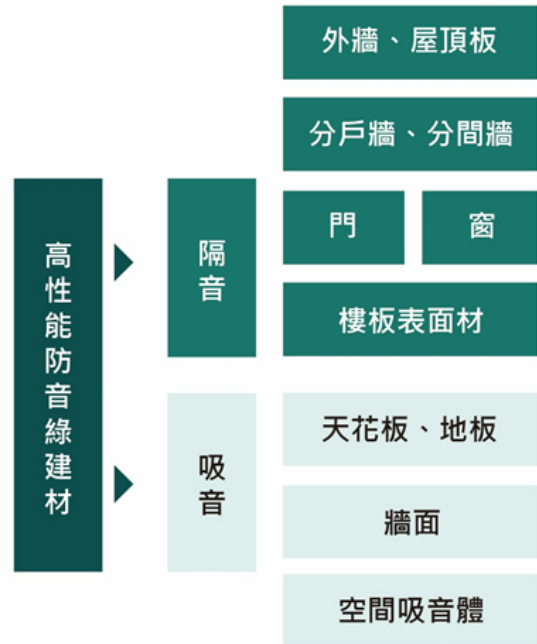 高性能防音綠建材
隔音
外牆、屋頂板
分戶牆、分間牆
門
窗
樓板表面材
吸音
天花板、地板
牆面
空間吸音體